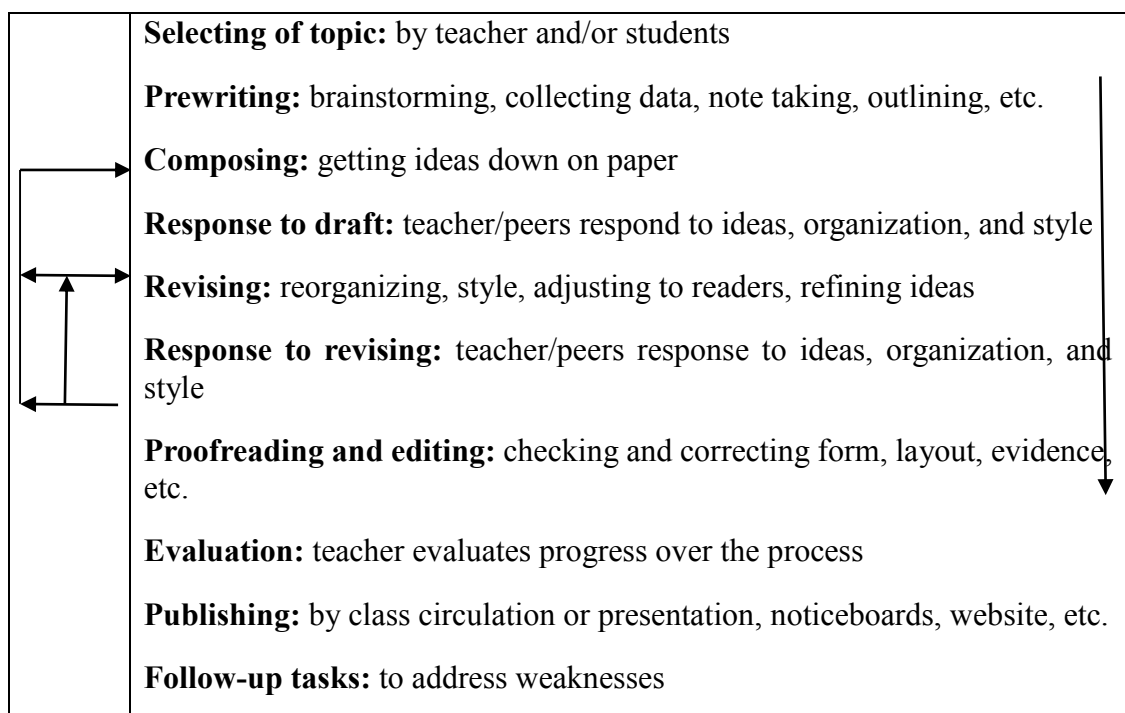 Selecting of topic: by teacher and/or students
Prewriting: brainstorming, collecting data, note taking, outlining, etc.
Composing: getting ideas down on paper
Response to draft: teacher/peers respond to ideas, organization, and style
Revising: reorganizing, style, adjusting to readers, refining ideas
Response to revising: teacher/peers response to ideas, organization, and
style
Proofreading and editing: checking and correcting form, layout, evidence,
etc.
Evaluation: teacher evaluates progress over the process
Publishing: by class circulation or presentation, noticeboards, website, etc.
Follow-up tasks: to address weaknesses